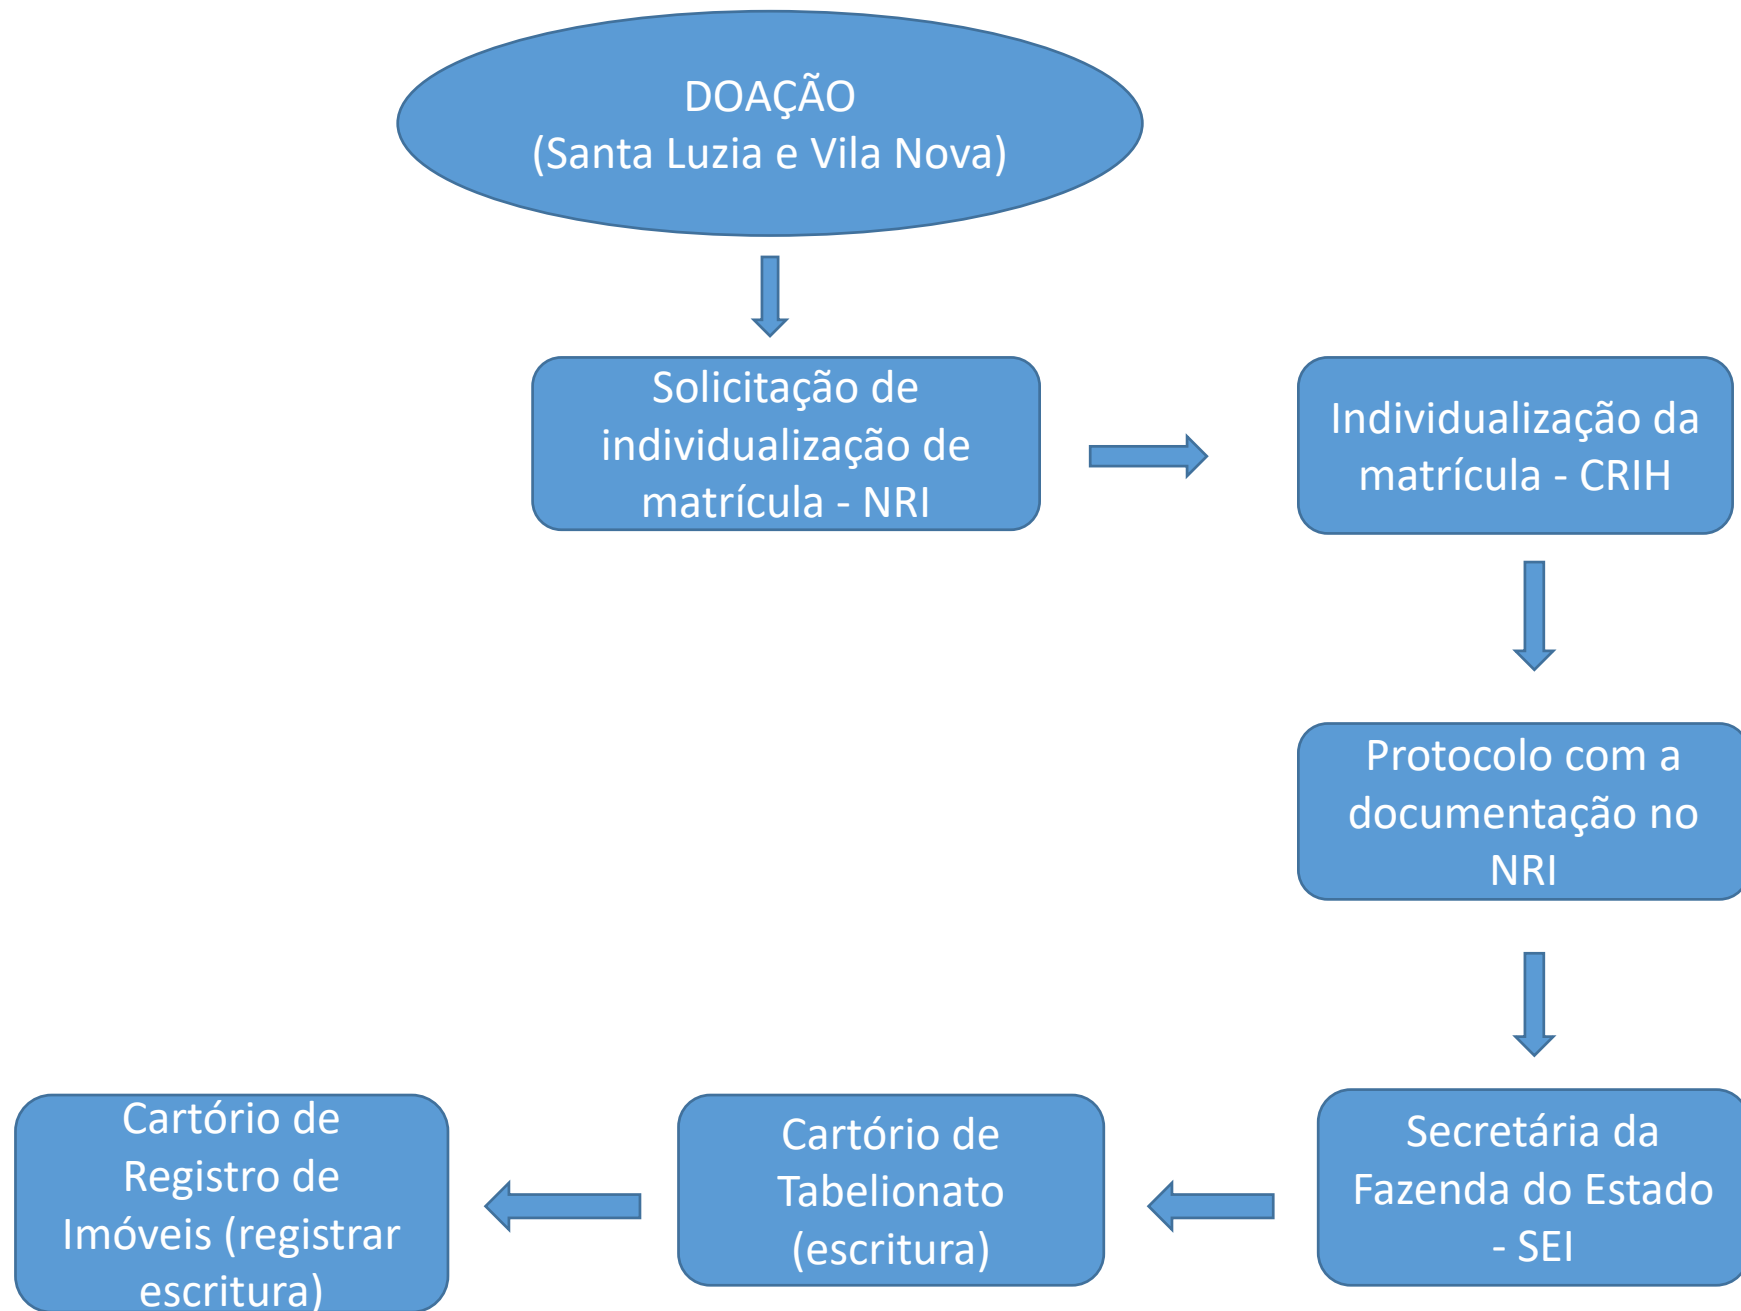 DOAÇÃO
(Santa Luzia e Vila Nova)
Solicitação de
individualização de
matrícula - NRI
Individualização da
matrícula - CRIH
Protocolo com a
documentação no
NRI
Secretária da
Fazenda do Estado
- SEI
Cartório de
Tabelionato
(escritura)
Cartório de
Registro de
Imóveis (registrar
escritura)